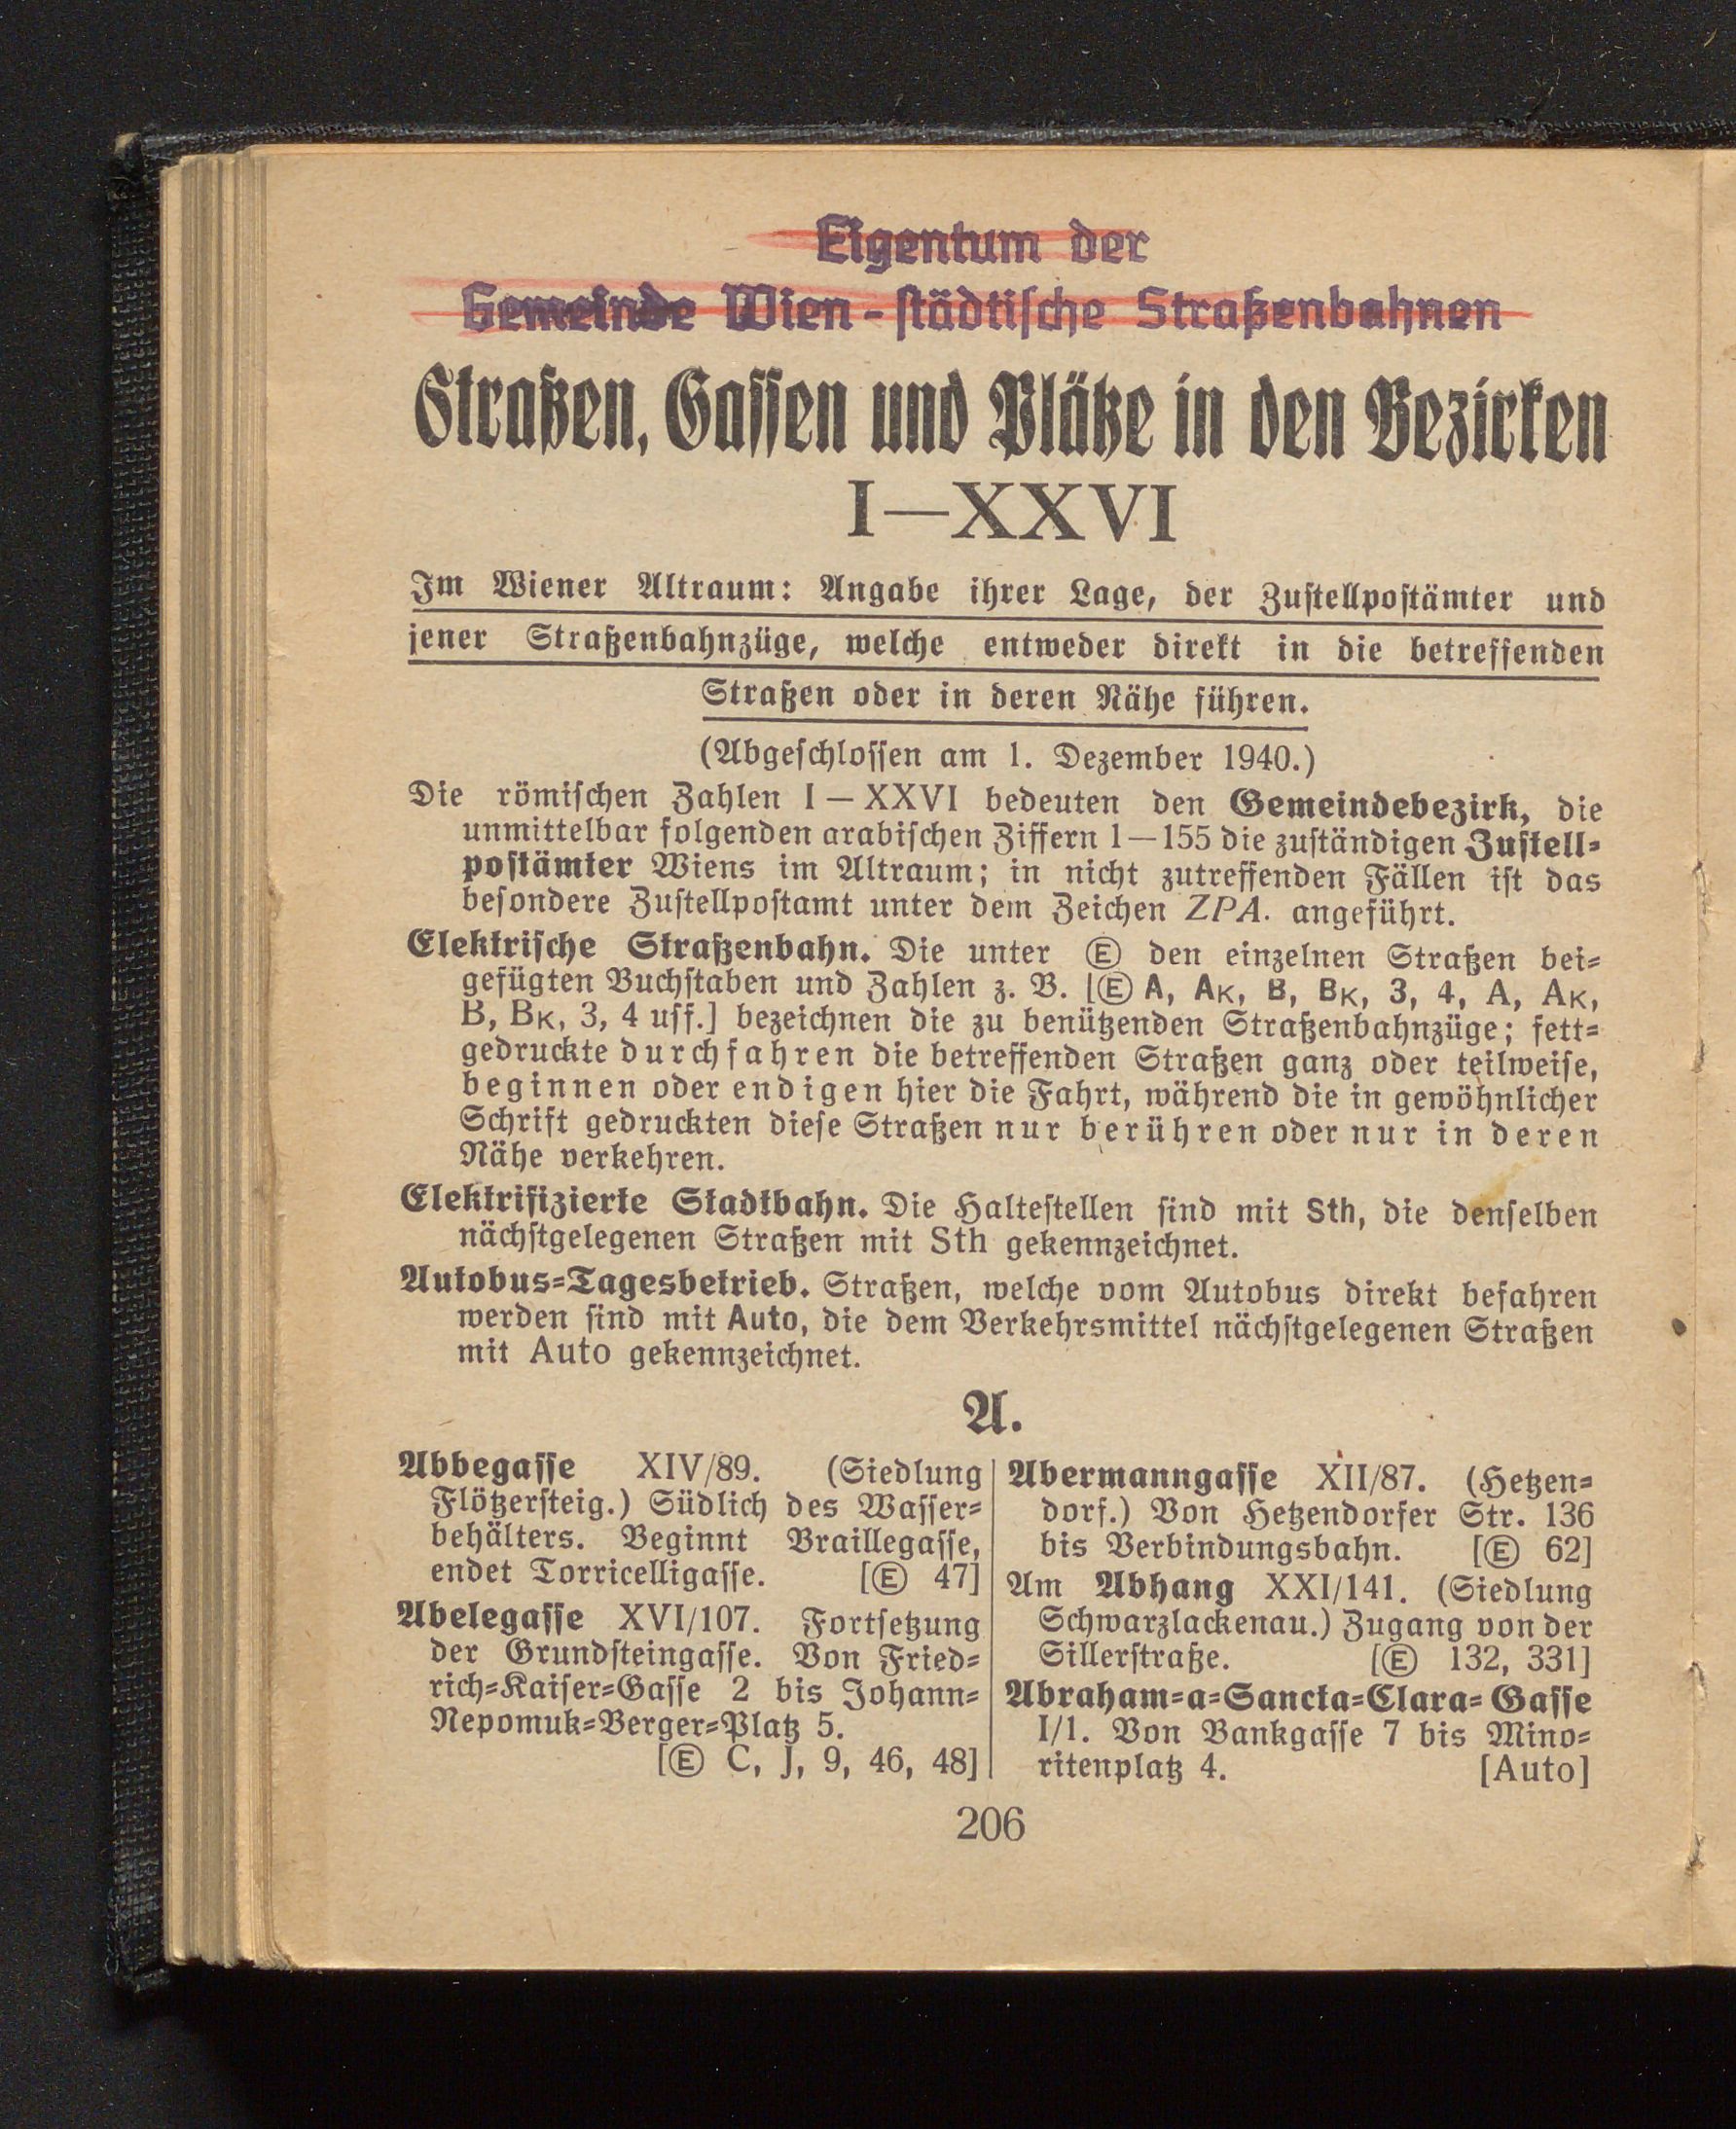 Eigentum der
Gemeinde Wien - städtische Straßenbahnen
Straßen, Gassen und Plätze in den Bezirken
I—XXVI
Im Wiener Altraum: Angabe ihrer Lage, der Zustellpostämter und
jener Straßenbahnzüge, welche entweder direkt in die betreffenden
Straßen oder in deren Nähe führen.
(Abgeschlossen am 1. Dezember 1940.)
Die römischen Zahlen I — XXVI bedeuten den Gemeindebezirk, die
unmittelbar folgenden arabischen Ziffern 1—155 die zuständigen Zustell-
postämter Wiens im Altraum; in nicht zutreffenden Fällen ist das
besondere Zustellpostamt unter dem Zeichen ZPA. angeführt.
Elektrische Straßenbahn. Die unter Ⓔ den einzelnen Straßen bei-
gefügten Buchstaben und Zahlen z. B. [Ⓔ A, AK, B, BK, 3, 4, A, AK,
B, BK, 3, 4 uff.] bezeichnen die zu benützenden Straßenbahnzüge; fett-
gedruckte durchfahren die betreffenden Straßen ganz oder teilweise,
beginnen oder endigen hier die Fahrt, während die in gewöhnlicher
Schrift gedruckten diese Straßen nur berühren oder nur in deren
Nähe verkehren.
Elektrifizierte Stadtbahn. Die Haltestellen sind mit Sth, die denselben
nächstgelegenen Straßen mit Sth gekennzeichnet.
Autobus-Tagesbetrieb. Straßen, welche vom Autobus direkt befahren
werden sind mit Auto, die dem Verkehrsmittel nächstgelegenen Straßen
mit Auto gekennzeichnet.
A.
Abbegasse XIV/89. (Siedlung
Flötzersteig.) Südlich des Wasser-
behälters. Beginnt Braillegasse,
endet Torricelligasse. [Ⓔ 47]
Abelegasse XVI/107. Fortsetzung
der Grundsteingasse. Von Fried-
rich-Kaiser-Gasse 2 bis Johann-
Nepomuk-Berger-Platz 5.
[Ⓔ C, J, 9, 46, 48]
Abermanngasse XII/87. (Hetzen-
dorf.) Von Hetzendorfer Str. 136
bis Verbindungsbahn. [Ⓔ 62]
Am Abhang XXI/141. (Siedlung
Schwarzlackenau.) Zugang von der
Sillerstraße. [Ⓔ 132, 331]
Abraham-a-Sancta-Clara-Gasse
I/1. Von Bankgasse 7 bis Mino-
ritenplatz 4. [Auto]
206